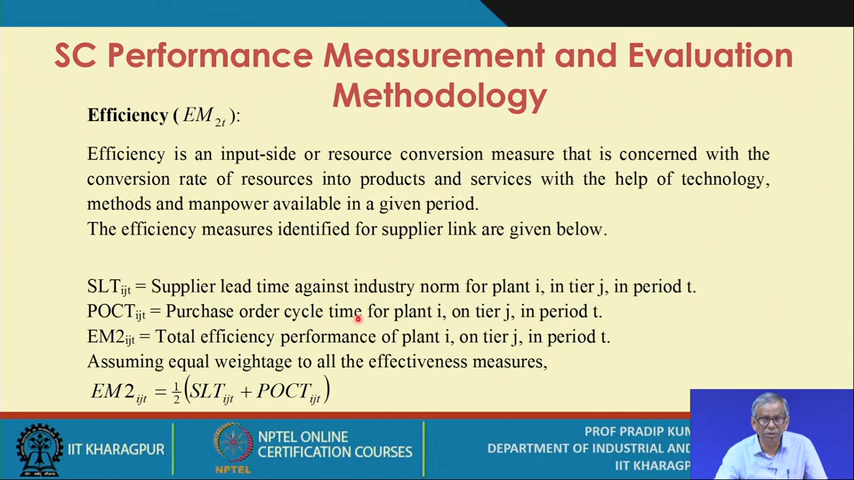 SC Performance Measurement and Evaluation
Methodology
Efficiency ( EM₂ₜ ):
Efficiency is an input-side or resource conversion measure that is concerned with the
conversion rate of resources into products and services with the help of technology,
methods and manpower available in a given period.
The efficiency measures identified for supplier link are given below.
SLTᵢⱼₜ = Supplier lead time against industry norm for plant i, in tier j, in period t.
POCTᵢⱼₜ = Purchase order cycle time for plant i, on tier j, in period t.
EM2ᵢⱼₜ = Total efficiency performance of plant i, on tier j, in period t.
Assuming equal weightage to all the effectiveness measures,
EM2ᵢⱼₜ = ½(SLTᵢⱼₜ + POCTᵢⱼₜ)
IIT KHARAGPUR
NPTEL
NPTEL ONLINE
CERTIFICATION COURSES
PROF PRADIP KUM
DEPARTMENT OF INDUSTRIAL AND
IIT KHARAGP